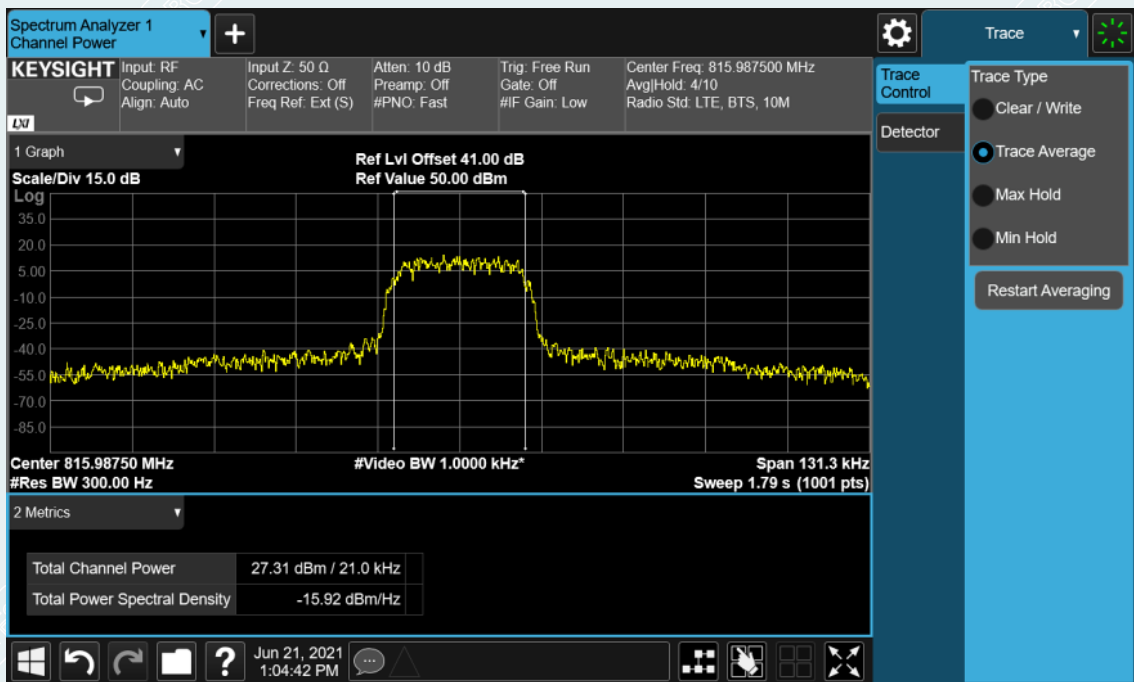 Spectrum Analyzer 1
Channel Power
+
Trace
KEYSIGHT
LXI
Input: RF
Coupling: AC
Align: Auto
Input Z: 50 Ω
Corrections: Off
Freq Ref: Ext (S)
Atten: 10 dB
Preamp: Off
#PNO: Fast
Trig: Free Run
Gate: Off
#IF Gain: Low
Center Freq: 815.987500 MHz
Avg|Hold: 4/10
Radio Std: LTE, BTS, 10M
Trace
Control
Detector
Trace Type
Clear / Write
Trace Average
Max Hold
Min Hold
Restart Averaging
1 Graph
Scale/Div 15.0 dB
Ref Lvl Offset 41.00 dB
Ref Value 50.00 dBm
Log
35.0
20.0
5.00
-10.0
-25.0
-40.0
-55.0
-70.0
-85.0
Center 815.98750 MHz
#Res BW 300.00 Hz
#Video BW 1.0000 kHz*
Span 131.3 kHz
Sweep 1.79 s (1001 pts)
2 Metrics
Total Channel Power 27.31 dBm / 21.0 kHz
Total Power Spectral Density -15.92 dBm/Hz
?
Jun 21, 2021
1:04:42 PM